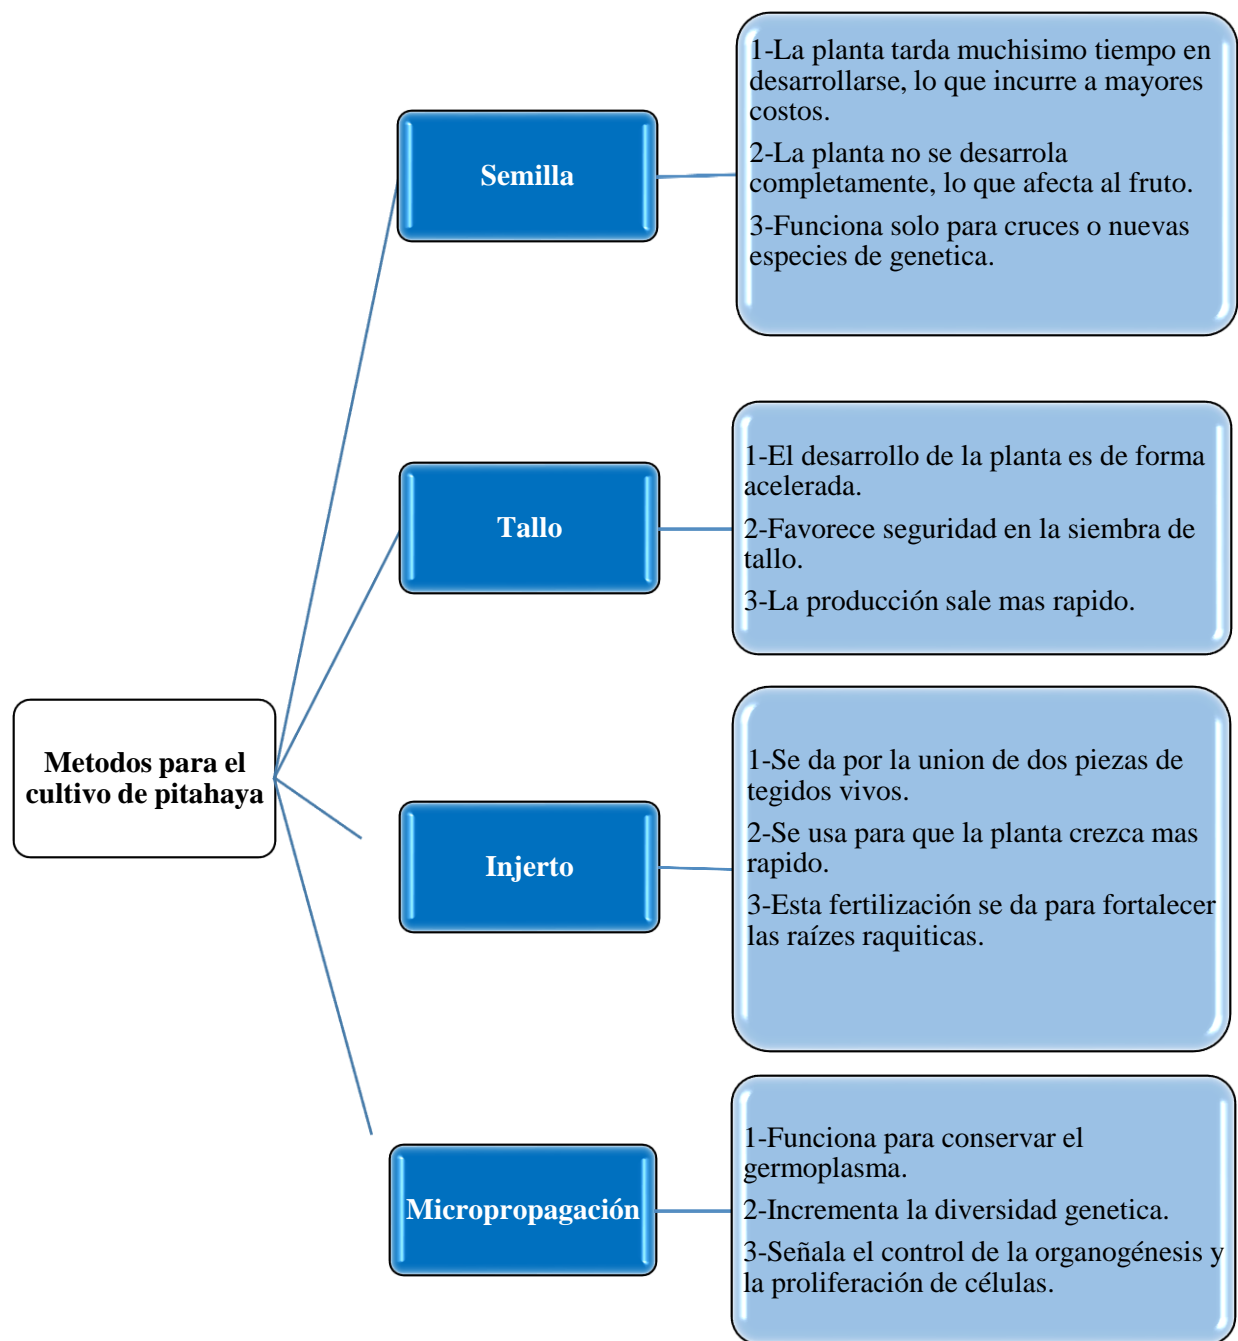 Metodos para el
cultivo de pitahaya
Semilla
1-La planta tarda muchisimo tiempo en
desarrollarse, lo que incurre a mayores
costos.
2-La planta no se desarrola
completamente, lo que afecta al fruto.
3-Funciona solo para cruces o nuevas
especies de genetica.
Tallo
1-El desarrollo de la planta es de forma
acelerada.
2-Favorece seguridad en la siembra de
tallo.
3-La producción sale mas rapido.
Injerto
1-Se da por la union de dos piezas de
tegidos vivos.
2-Se usa para que la planta crezca mas
rapido.
3-Esta fertilización se da para fortalecer
las raízes raquiticas.
Micropropagación
1-Funciona para conservar el
germoplasma.
2-Incrementa la diversidad genetica.
3-Señala el control de la organogénesis y
la proliferación de células.